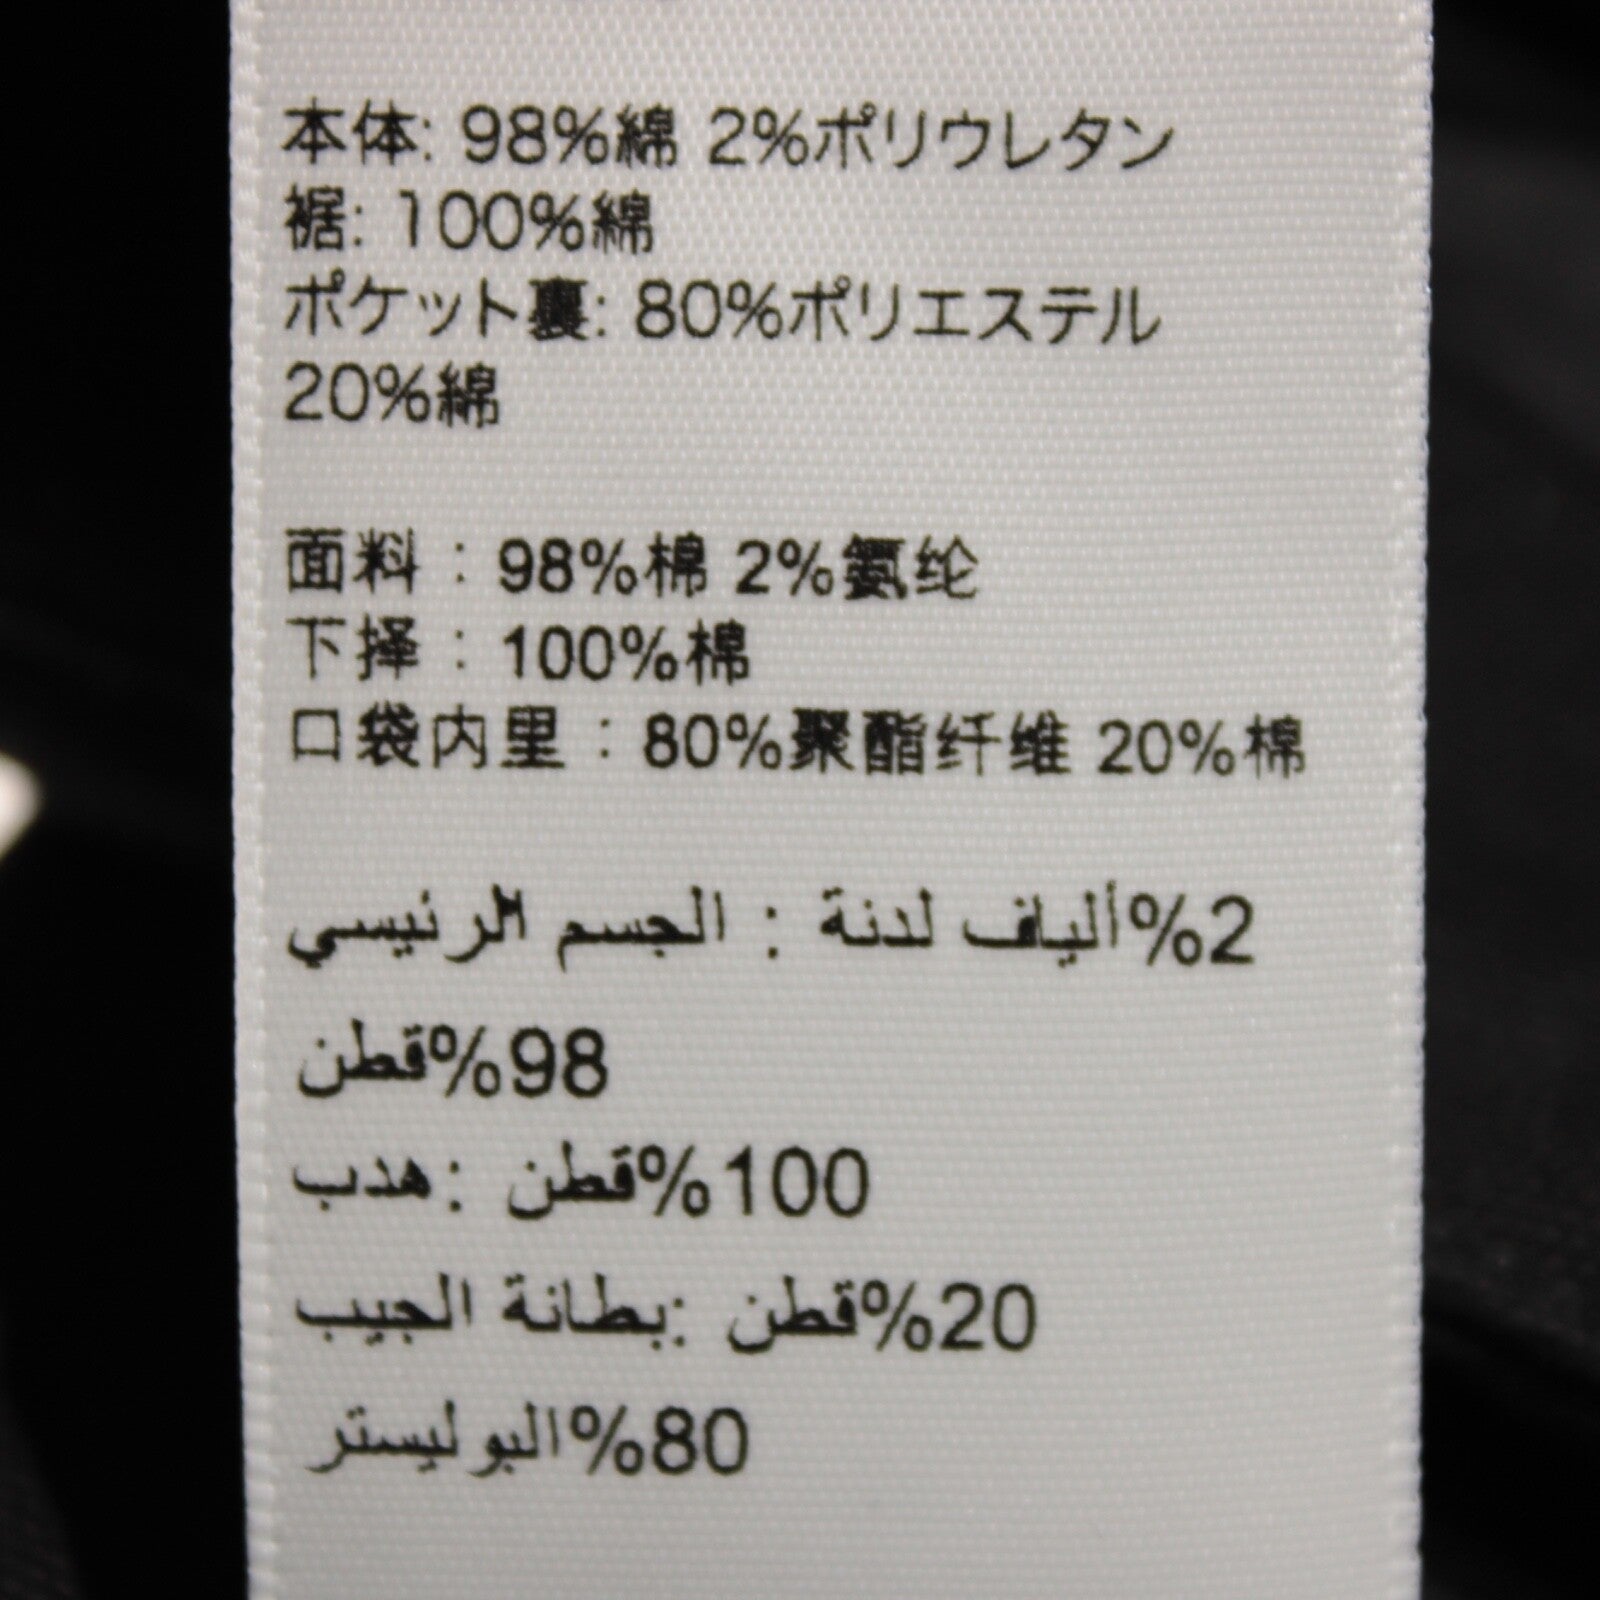 本体: 98%綿 2%ポリウレタン
裾: 100%綿
ポケット裏: 80%ポリエステル
20%綿
面料：98%棉 2%氨纶
下择：100%棉
口袋内里：80%聚酯纤维 20%棉
2%ألياف لدنة : الجسم الرئيسي
98%قطن
100%قطن :هذب
20%قطن :بطانة الجيب
80%البوليستر